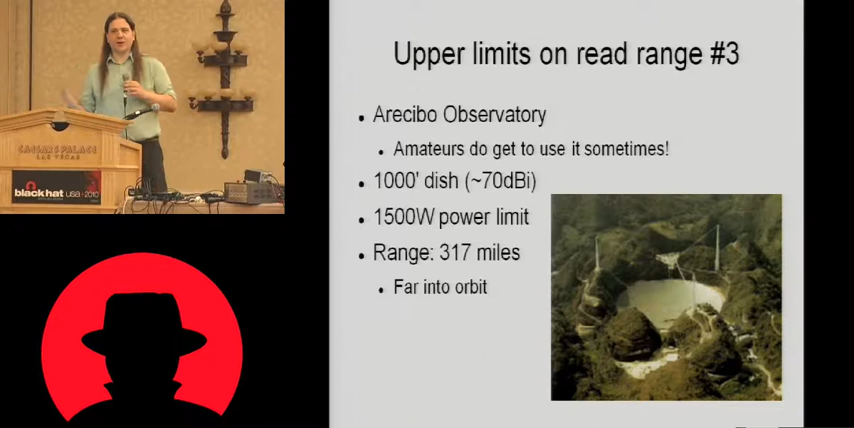 Upper limits on read range #3
• Arecibo Observatory
• Amateurs do get to use it sometimes!
• 1000' dish (~70dBi)
• 1500W power limit
• Range: 317 miles
• Far into orbit
CAESARS PALACE
LAS VEGAS
black hat usa + 2010